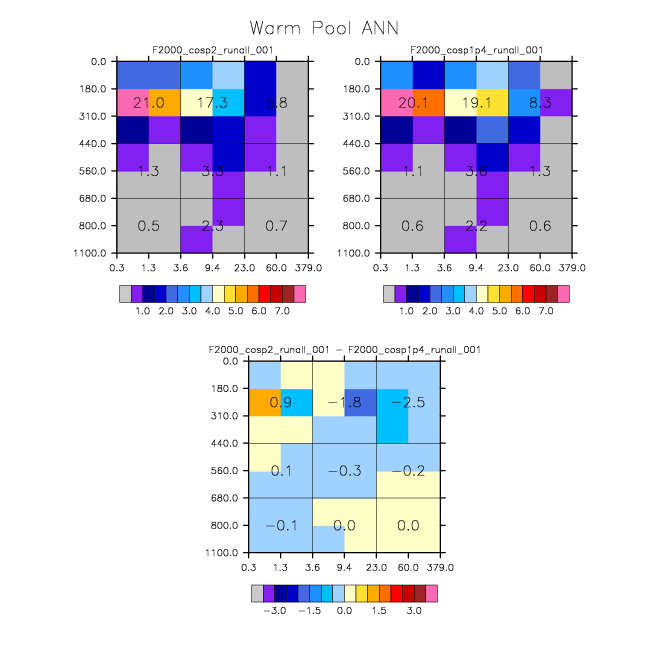 Warm Pool ANN
F2000_cosp2_runall_001
F2000_cosp1p4_runall_001
0.0
180.0
310.0
440.0
560.0
680.0
800.0
1100.0
21.0 17.3 5.8
1.3 3.3 1.1
0.5 2.3 0.7
0.3 1.3 3.6 9.4 23.0 60.0 379.0
1.0 2.0 3.0 4.0 5.0 6.0 7.0
0.0
180.0
310.0
440.0
560.0
680.0
800.0
1100.0
20.1 19.1 8.3
1.1 3.6 1.3
0.6 2.2 0.6
0.3 1.3 3.6 9.4 23.0 60.0 379.0
1.0 2.0 3.0 4.0 5.0 6.0 7.0
F2000_cosp2_runall_001 − F2000_cosp1p4_runall_001
0.0
180.0
310.0
440.0
560.0
680.0
800.0
1100.0
0.9 −1.8 −2.5
0.1 −0.3 −0.2
−0.1 0.0 0.0
0.3 1.3 3.6 9.4 23.0 60.0 379.0
−3.0 −1.5 0.0 1.5 3.0